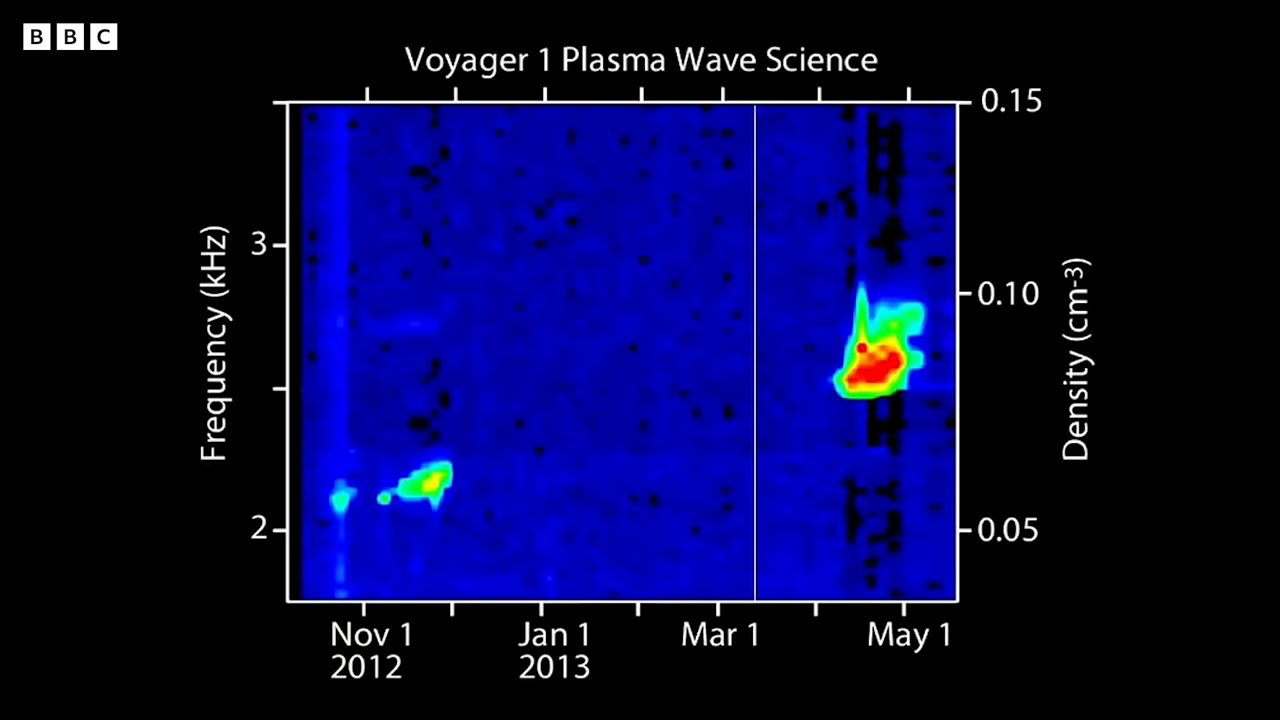 BBC
Voyager 1 Plasma Wave Science
0.15
3
0.10
Frequency (kHz)
Density (cm-3)
2
0.05
Nov 1
2012
Jan 1
2013
Mar 1
May 1